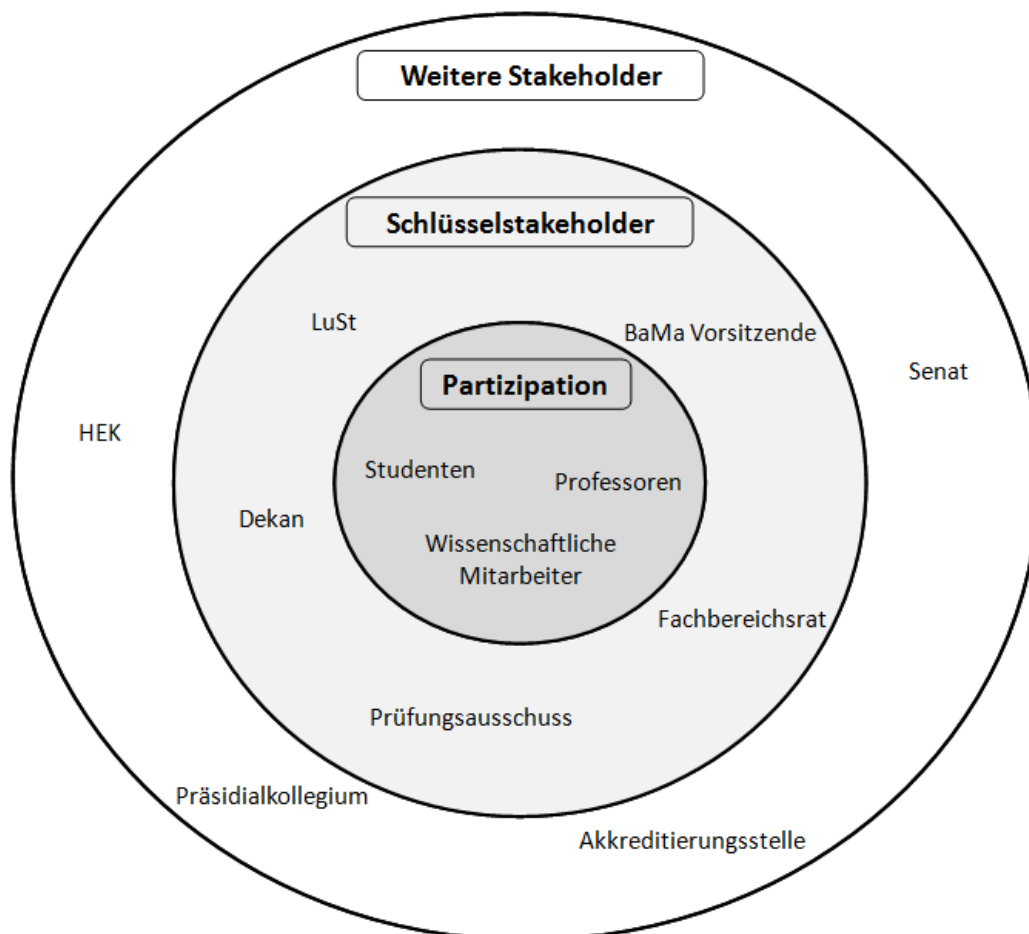 Weitere Stakeholder
Schlüsselstakeholder
LuSt
BaMa Vorsitzende
Senat
Partizipation
HEK
Studenten
Professoren
Dekan
Wissenschaftliche
Mitarbeiter
Fachbereichsrat
Prüfungsausschuss
Präsidialkollegium
Akkreditierungsstelle